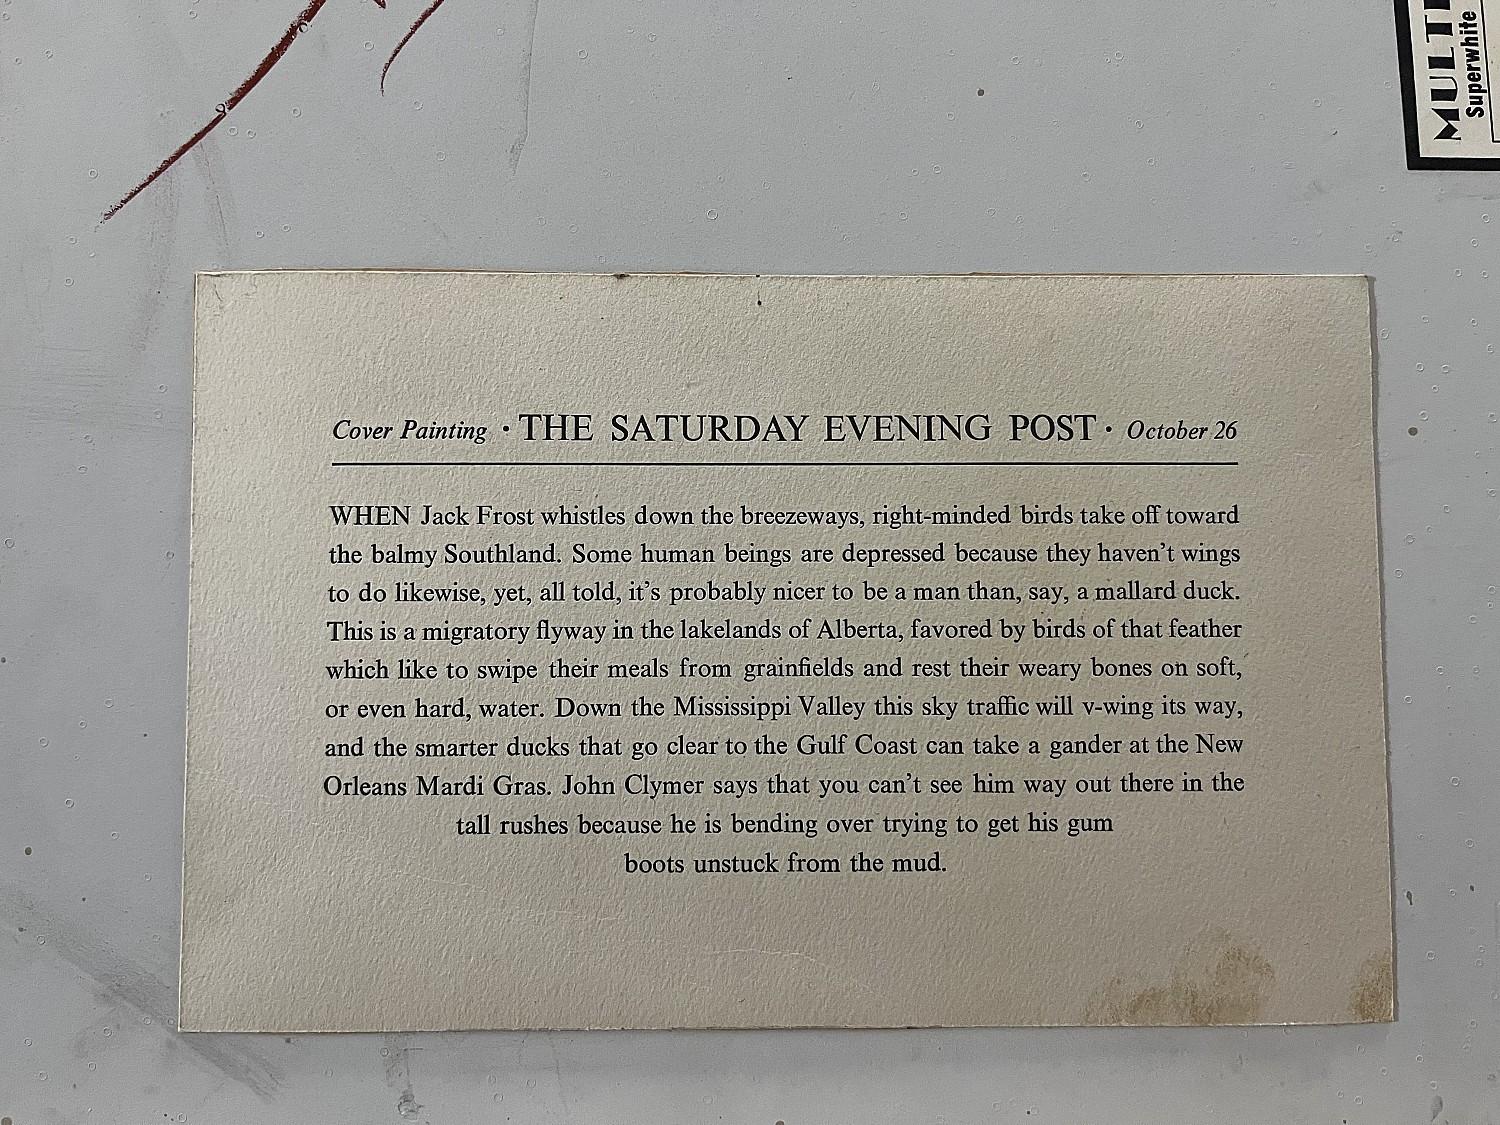 MULTI
Superwhite
Cover Painting · THE SATURDAY EVENING POST · October 26
WHEN Jack Frost whistles down the breezeways, right-minded birds take off toward
the balmy Southland. Some human beings are depressed because they haven't wings
to do likewise, yet, all told, it's probably nicer to be a man than, say, a mallard duck.
This is a migratory flyway in the lakelands of Alberta, favored by birds of that feather
which like to swipe their meals from grainfields and rest their weary bones on soft,
or even hard, water. Down the Mississippi Valley this sky traffic will v-wing its way,
and the smarter ducks that go clear to the Gulf Coast can take a gander at the New
Orleans Mardi Gras. John Clymer says that you can't see him way out there in the
tall rushes because he is bending over trying to get his gum
boots unstuck from the mud.